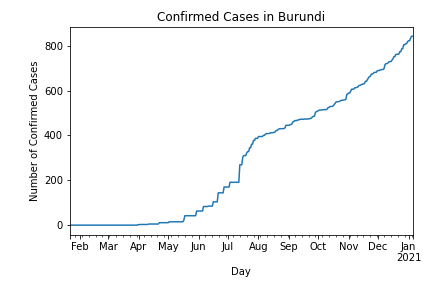 Confirmed Cases in Burundi
Number of Confirmed Cases
800
600
400
200
0
Feb Mar Apr May Jun Jul Aug Sep Oct Nov Dec Jan
2021
Day